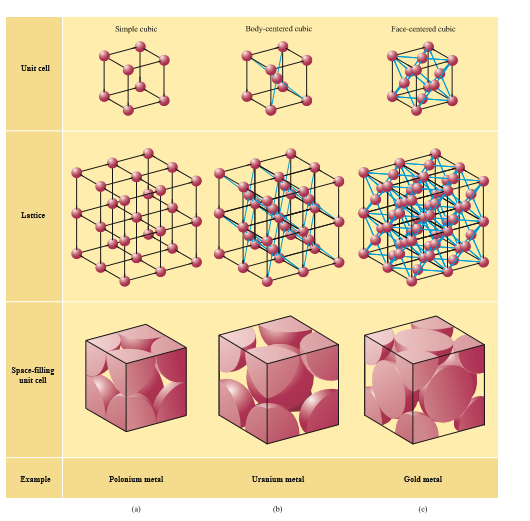 Simple cubic
Body-centered cubic
Face-centered cubic
Unit cell
Lattice
Space-filling
unit cell
Example
Polonium metal
Uranium metal
Gold metal
(a)
(b)
(c)